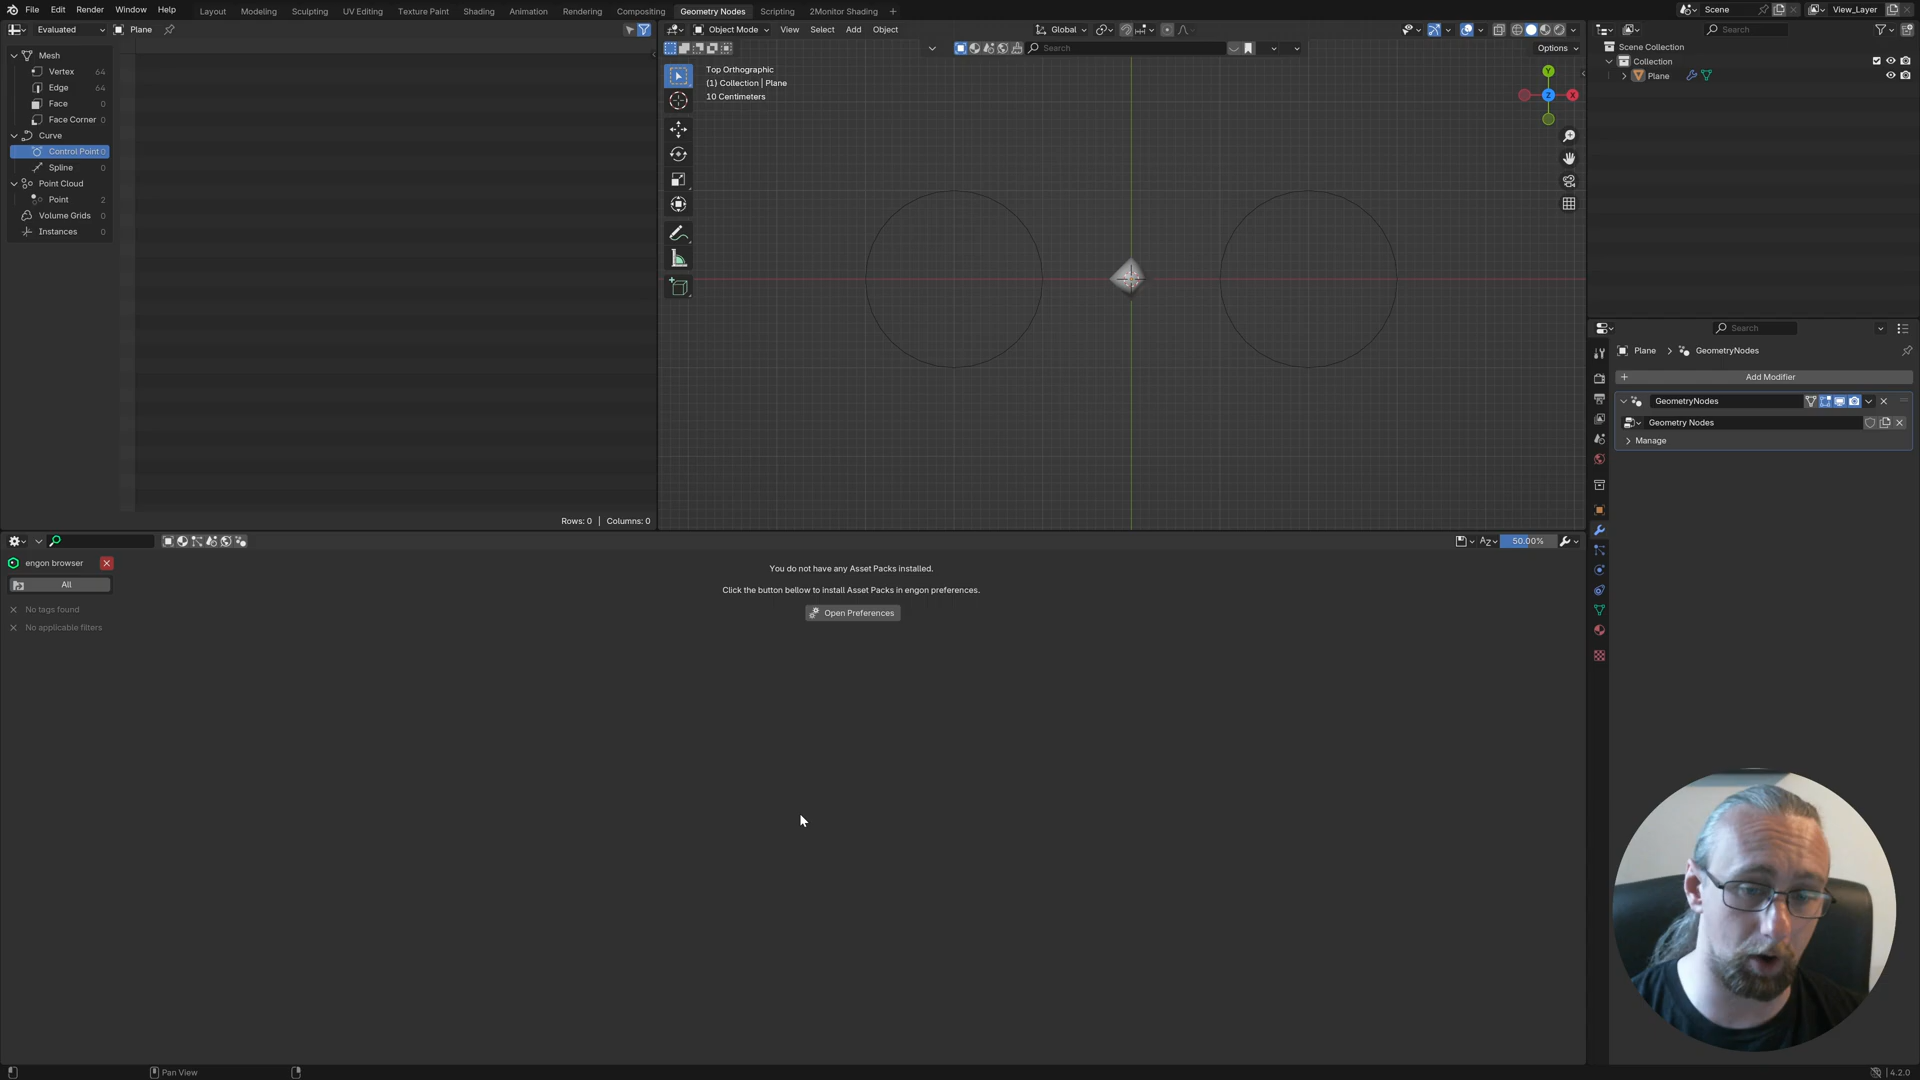 File Edit Render Window Help Layout Modeling Sculpting UV Editing Texture Paint Shading Animation Rendering Compositing Geometry Nodes Scripting 2Monitor Shading + Scene View_Layer
Evaluated Plane
Mesh
Vertex 64
Edge 64
Face 0
Face Corner 0
Curve
Control Point 0
Spline 0
Point Cloud
Point 2
Volume Grids 0
Instances 0
Rows: 0 | Columns: 0
Object Mode View Select Add Object Global
Search
Options
Top Orthographic
(1) Collection | Plane
10 Centimeters
Y
Z
X
Search
Scene Collection
Collection
Plane
Search
Plane GeometryNodes
Add Modifier
GeometryNodes
Geometry Nodes
Manage
50.00%
engon browser
All
No tags found
No applicable filters
You do not have any Asset Packs installed.
Click the button bellow to install Asset Packs in engon preferences.
Open Preferences
Pan View
4.2.0